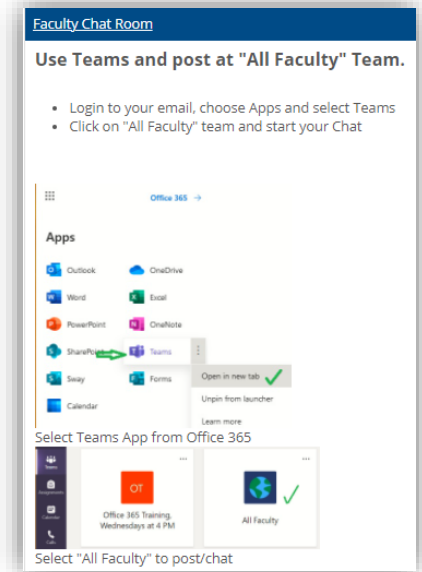 Faculty Chat Room
Use Teams and post at "All Faculty" Team.
Login to your email, choose Apps and select Teams
Click on "All Faculty" team and start your Chat
Office 365 →
Apps
Outlook OneDrive
Word Excel
PowerPoint OneNote
SharePoint Teams
Sway Forms Open in new tab
Calendar Unpin from launcher
Learn more
Select Teams App from Office 365
Teams
Assignments
Calendar
Calls
OT
Office 365 Training,
Wednesdays at 4 PM
All Faculty
Select "All Faculty" to post/chat